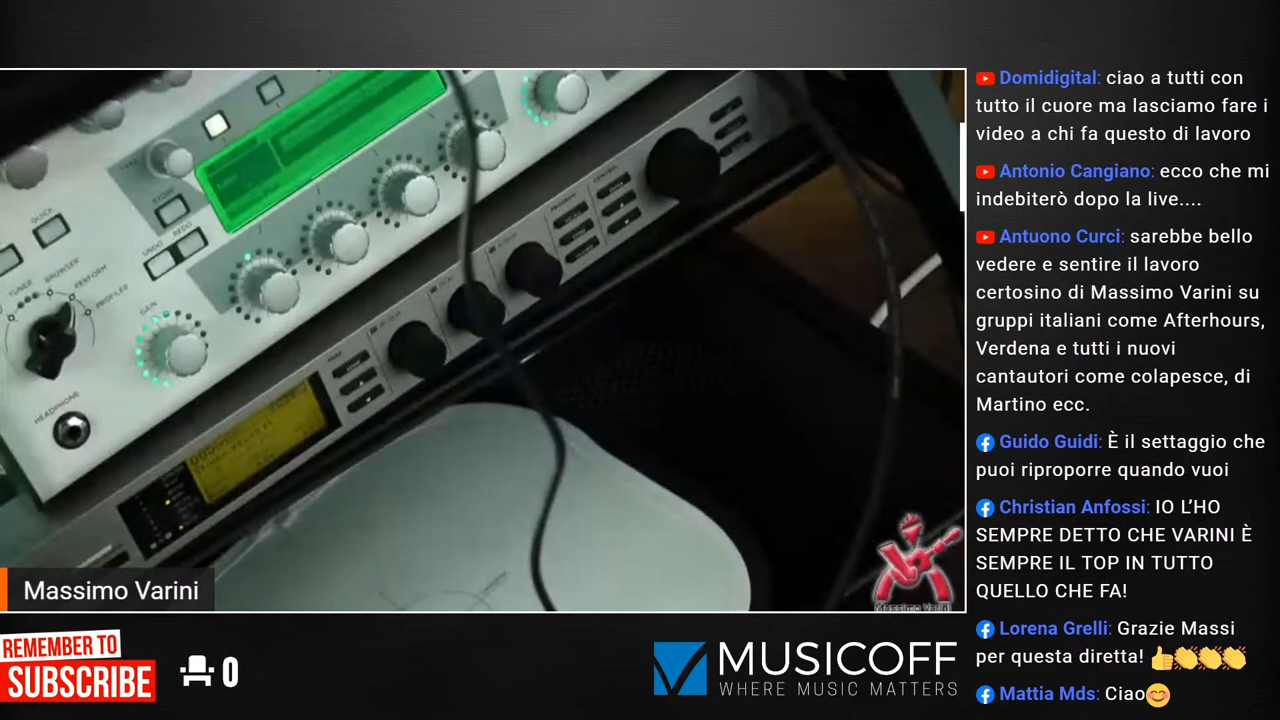 QUICK
TUNER
BROWSER
PERFORM
PROFILER
STORE
UNDO
REDO
GAIN
HEADPHONE
Massimo Varini
Massimo Varini
REMEMBER TO
SUBSCRIBE
0
MUSICOFF
WHERE MUSIC MATTERS
Domidigital: ciao a tutti con
tutto il cuore ma lasciamo fare i
video a chi fa questo di lavoro
Antonio Cangiano: ecco che mi
indebiterò dopo la live....
Antuono Curci: sarebbe bello
vedere e sentire il lavoro
certosino di Massimo Varini su
gruppi italiani come Afterhours,
Verdena e tutti i nuovi
cantautori come colapesce, di
Martino ecc.
Guido Guidi: È il settaggio che
puoi riproporre quando vuoi
Christian Anfossi: IO L'HO
SEMPRE DETTO CHE VARINI È
SEMPRE IL TOP IN TUTTO
QUELLO CHE FA!
Lorena Grelli: Grazie Massi
per questa diretta! 👍👏👏👏
Mattia Mds: Ciao😊